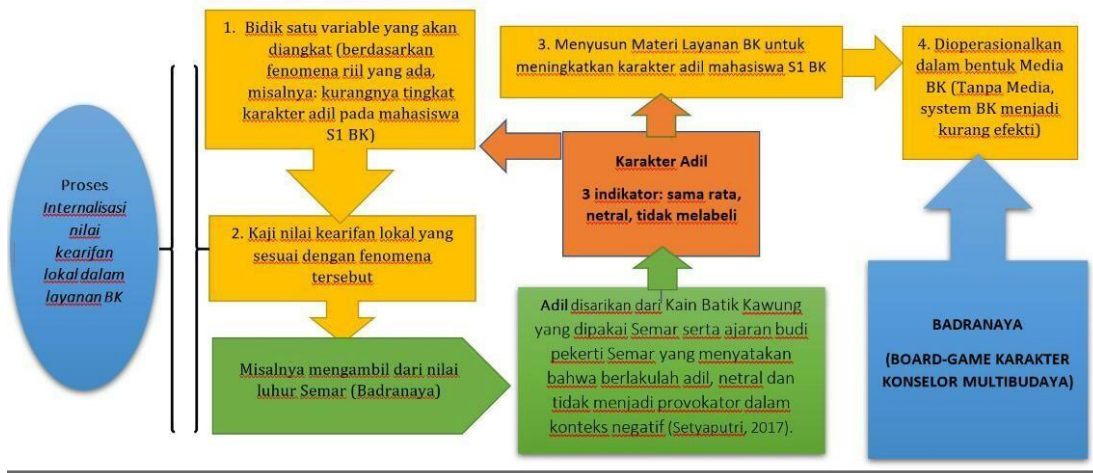 Proses
Internalisasi
nilai
kearifan
lokal dalam
layanan BK
1. Bidik satu variable yang akan
diangkat (berdasarkan
fenomena riil yang ada,
misalnya: kurangnya tingkat
karakter adil pada mahasiswa
S1 BK)
2. Kaji nilai kearifan lokal yang
sesuai dengan fenomena
tersebut
Misalnya mengambil dari nilai
luhur Semar (Badranaya)
Adil disarikan dari Kain Batik Kawung
yang dipakai Semar serta ajaran budi
pekerti Semar yang menyatakan
bahwa berlakulah adil, netral dan
tidak menjadi provokator dalam
konteks negatif (Setyaputri, 2017).
Karakter Adil
3 indikator: sama rata,
netral, tidak melabeli
3. Menyusun Materi Layanan BK untuk
meningkatkan karakter adil mahasiswa S1 BK
4. Dioperasionalkan
dalam bentuk Media
BK (Tanpa Media,
system BK menjadi
kurang efekti)
BADRANAYA
(BOARD-GAME KARAKTER
KONSELOR MULTIBUDAYA)